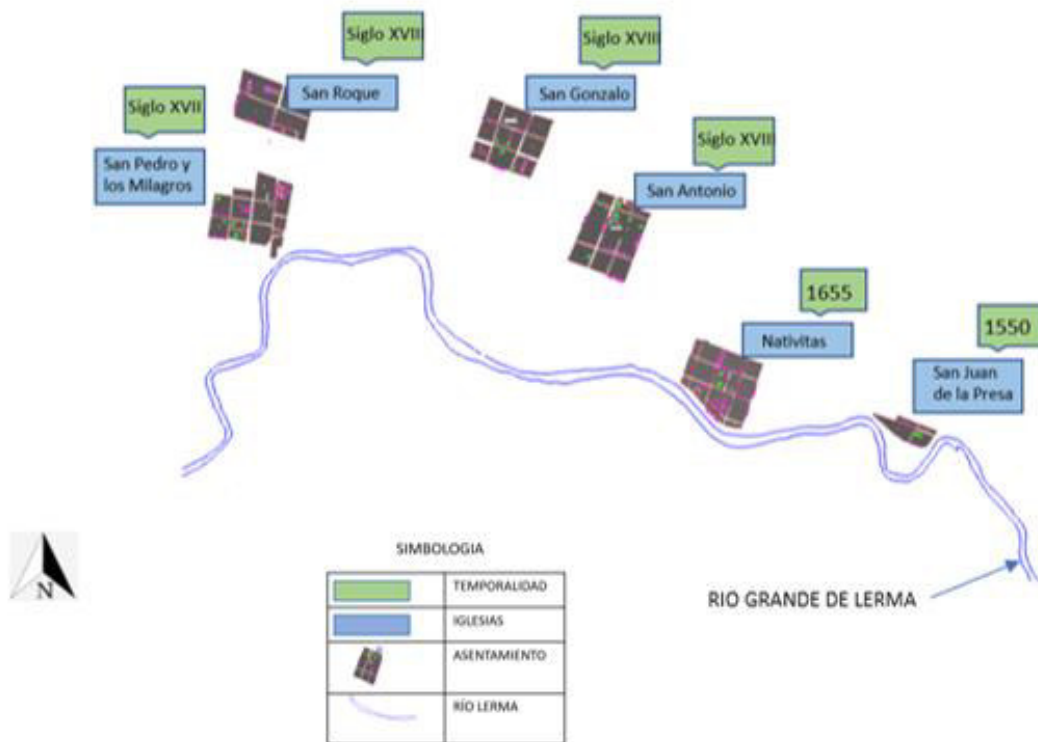 Siglo XVIII
San Roque
Siglo XVIII
San Gonzalo
Siglo XVII
San Pedro y
los Milagros
Siglo XVIII
San Antonio
1655
Nativitas
1550
San Juan
de la Presa
N
RIO GRANDE DE LERMA
SIMBOLOGIA
TEMPORALIDAD
IGLESIAS
ASENTAMIENTO
RÍO LERMA